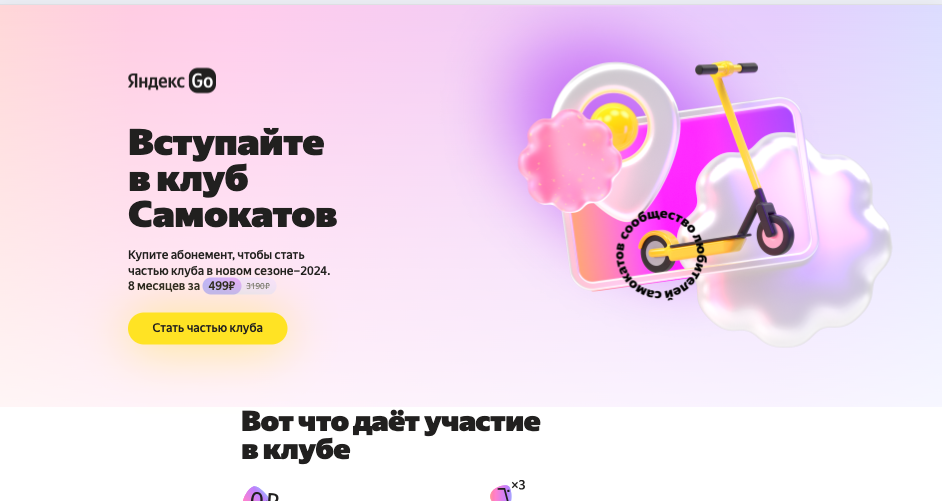 Яндекс Go
Вступайте
в клуб
Самокатов
Купите абонемент, чтобы стать
частью клуба в новом сезоне–2024.
8 месяцев за 499₽ 3190₽
Стать частью клуба
сообщество любителей самокатов
Вот что даёт участие
в клубе
0₽
×3